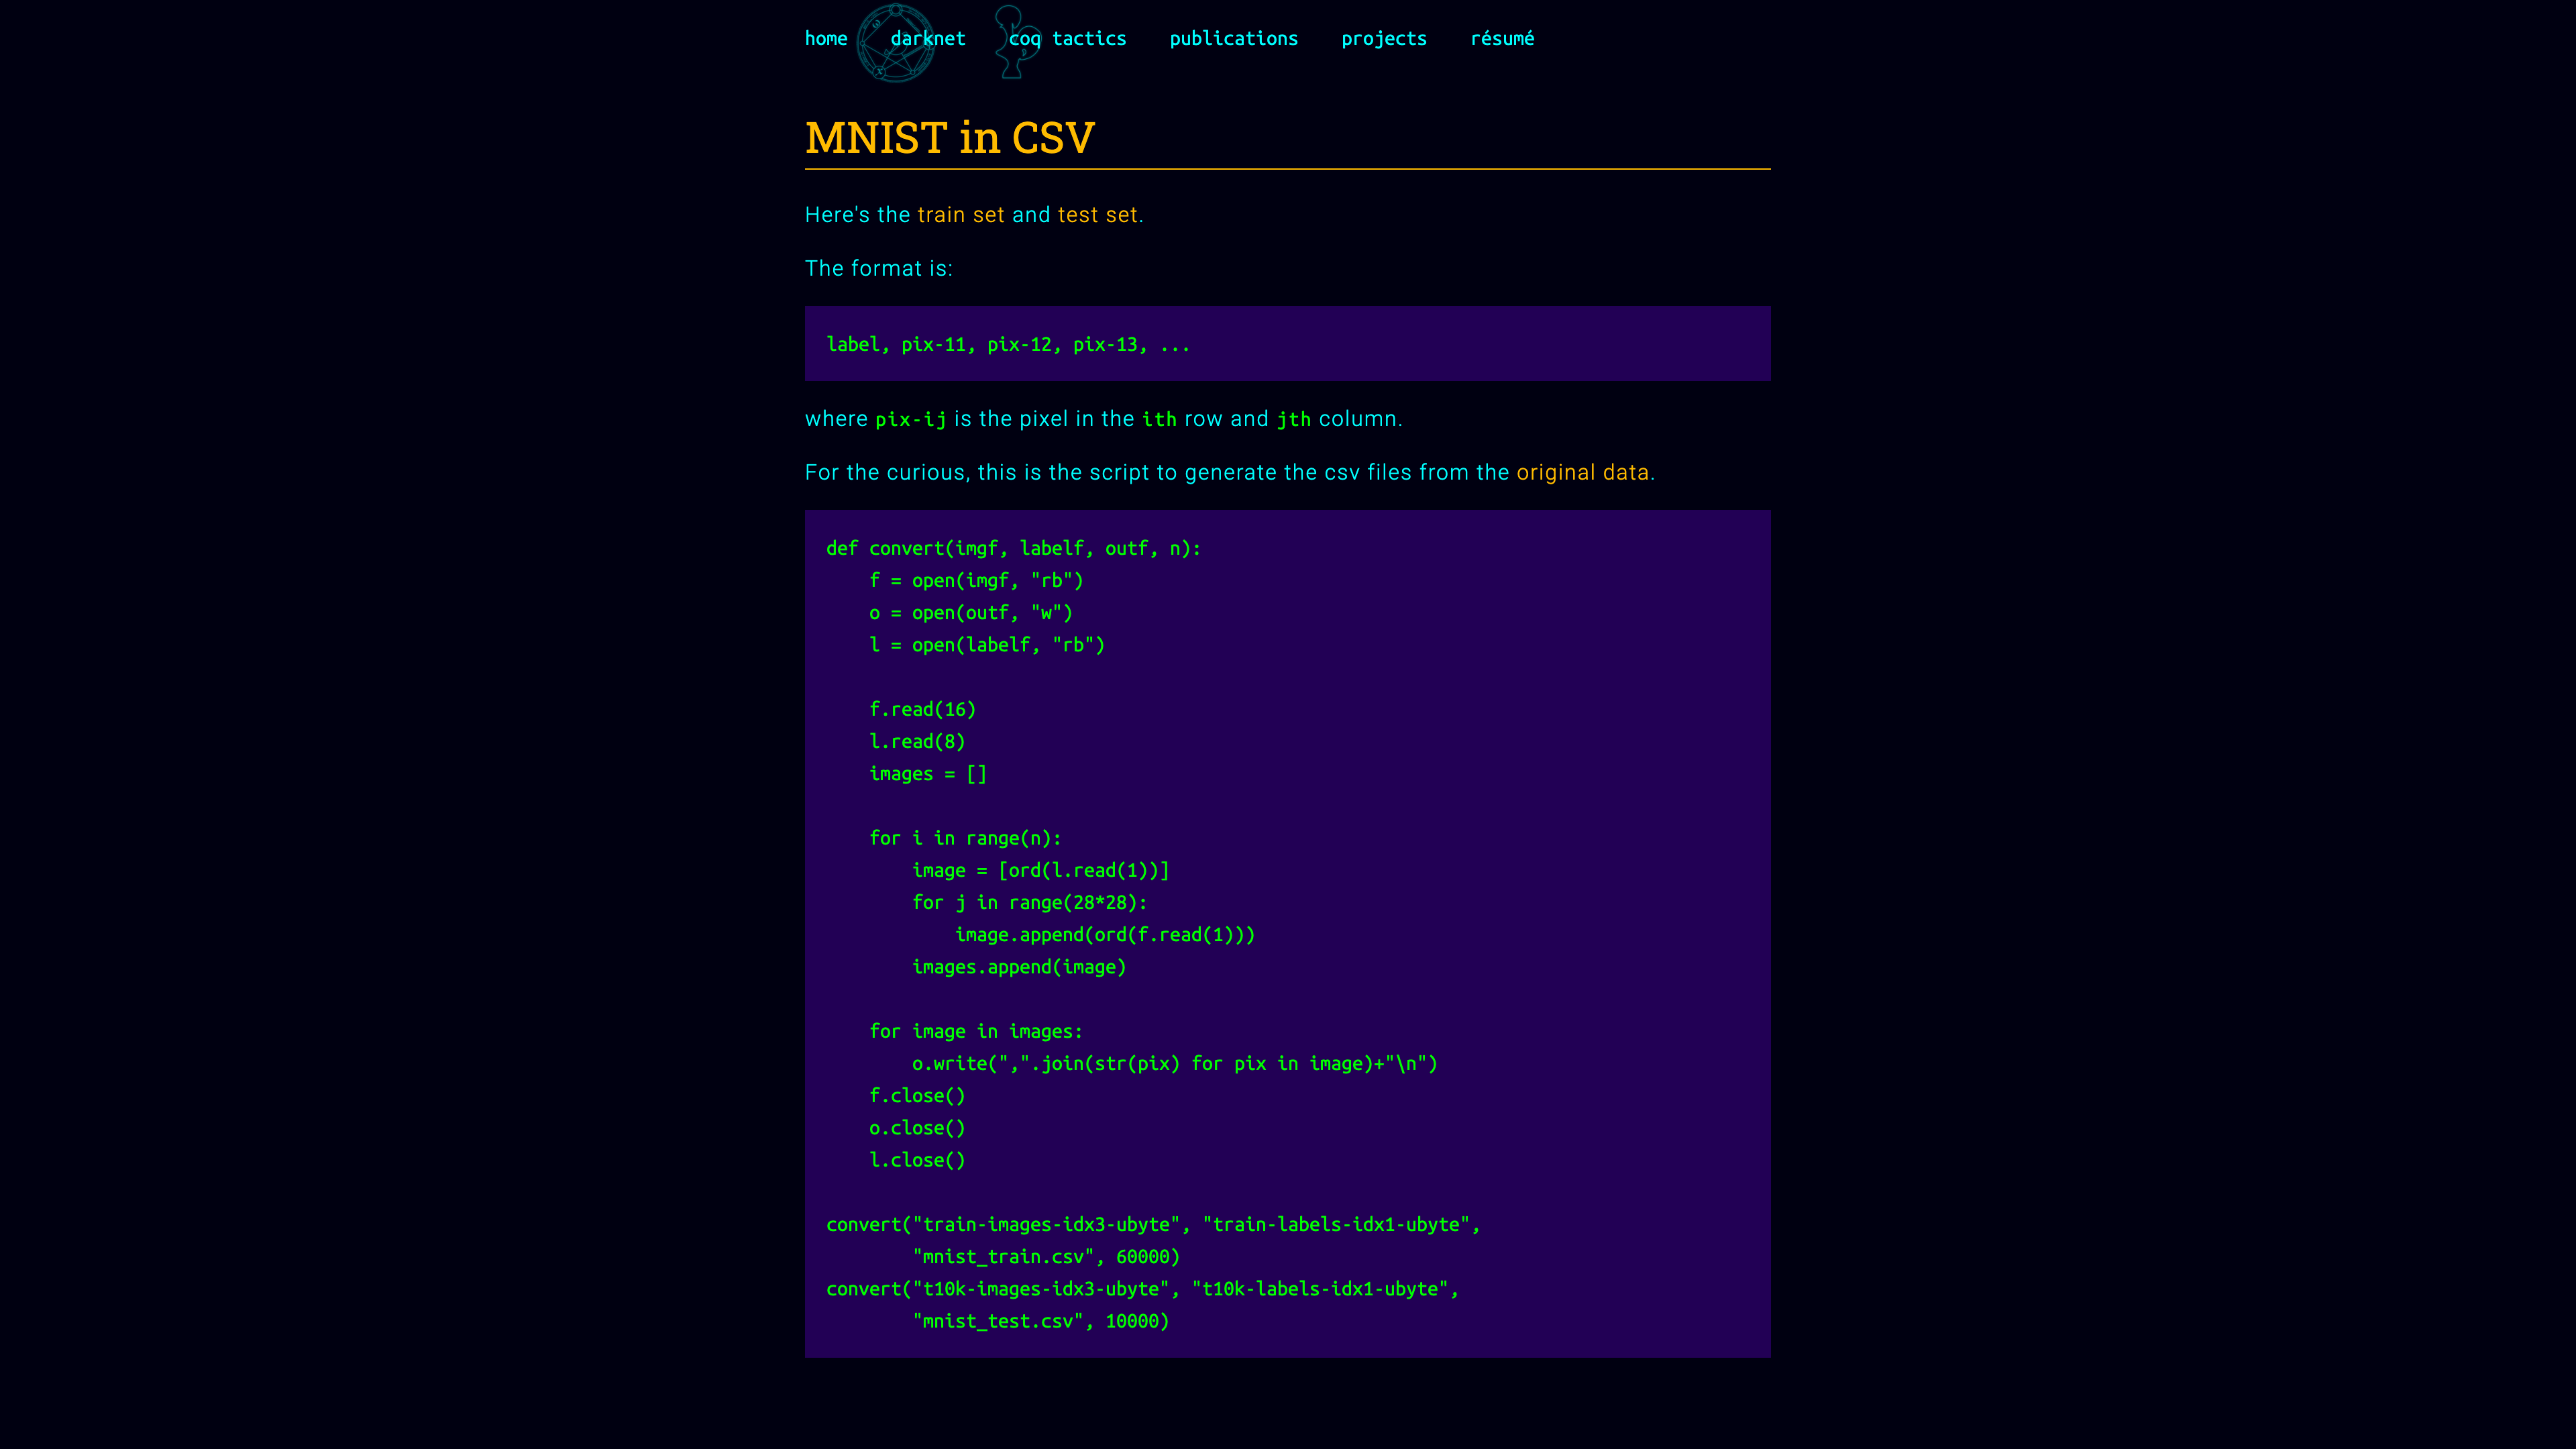 home darknet coq tactics publications projects résumé
MNIST in CSV
Here's the train set and test set.
The format is:
label, pix-11, pix-12, pix-13, ...
where pix-ij is the pixel in the ith row and jth column.
For the curious, this is the script to generate the csv files from the original data.
def convert(imgf, labelf, outf, n):
    f = open(imgf, "rb")
    o = open(outf, "w")
    l = open(labelf, "rb")

    f.read(16)
    l.read(8)
    images = []

    for i in range(n):
        image = [ord(l.read(1))]
        for j in range(28*28):
            image.append(ord(f.read(1)))
        images.append(image)

    for image in images:
        o.write(",".join(str(pix) for pix in image)+"\n")
    f.close()
    o.close()
    l.close()

convert("train-images-idx3-ubyte", "train-labels-idx1-ubyte",
        "mnist_train.csv", 60000)
convert("t10k-images-idx3-ubyte", "t10k-labels-idx1-ubyte",
        "mnist_test.csv", 10000)